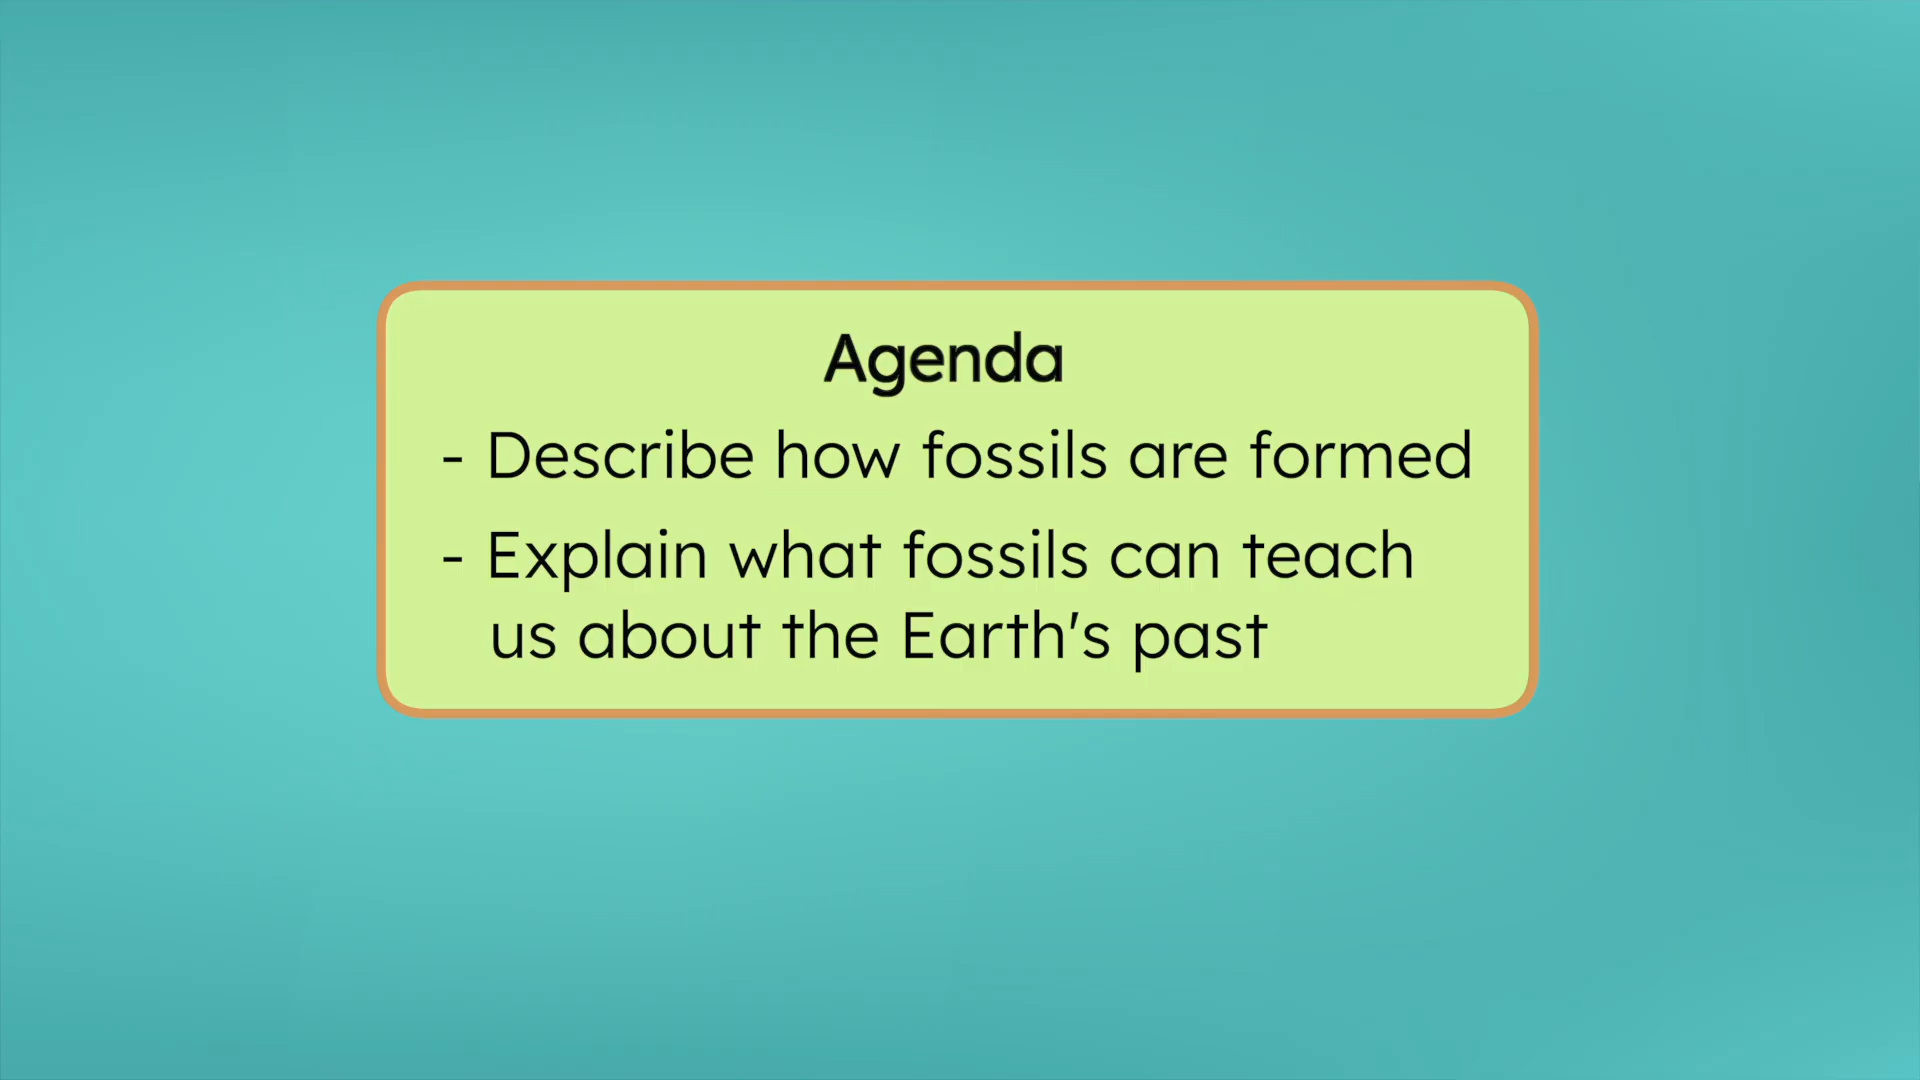 Agenda
- Describe how fossils are formed
- Explain what fossils can teach
us about the Earth's past